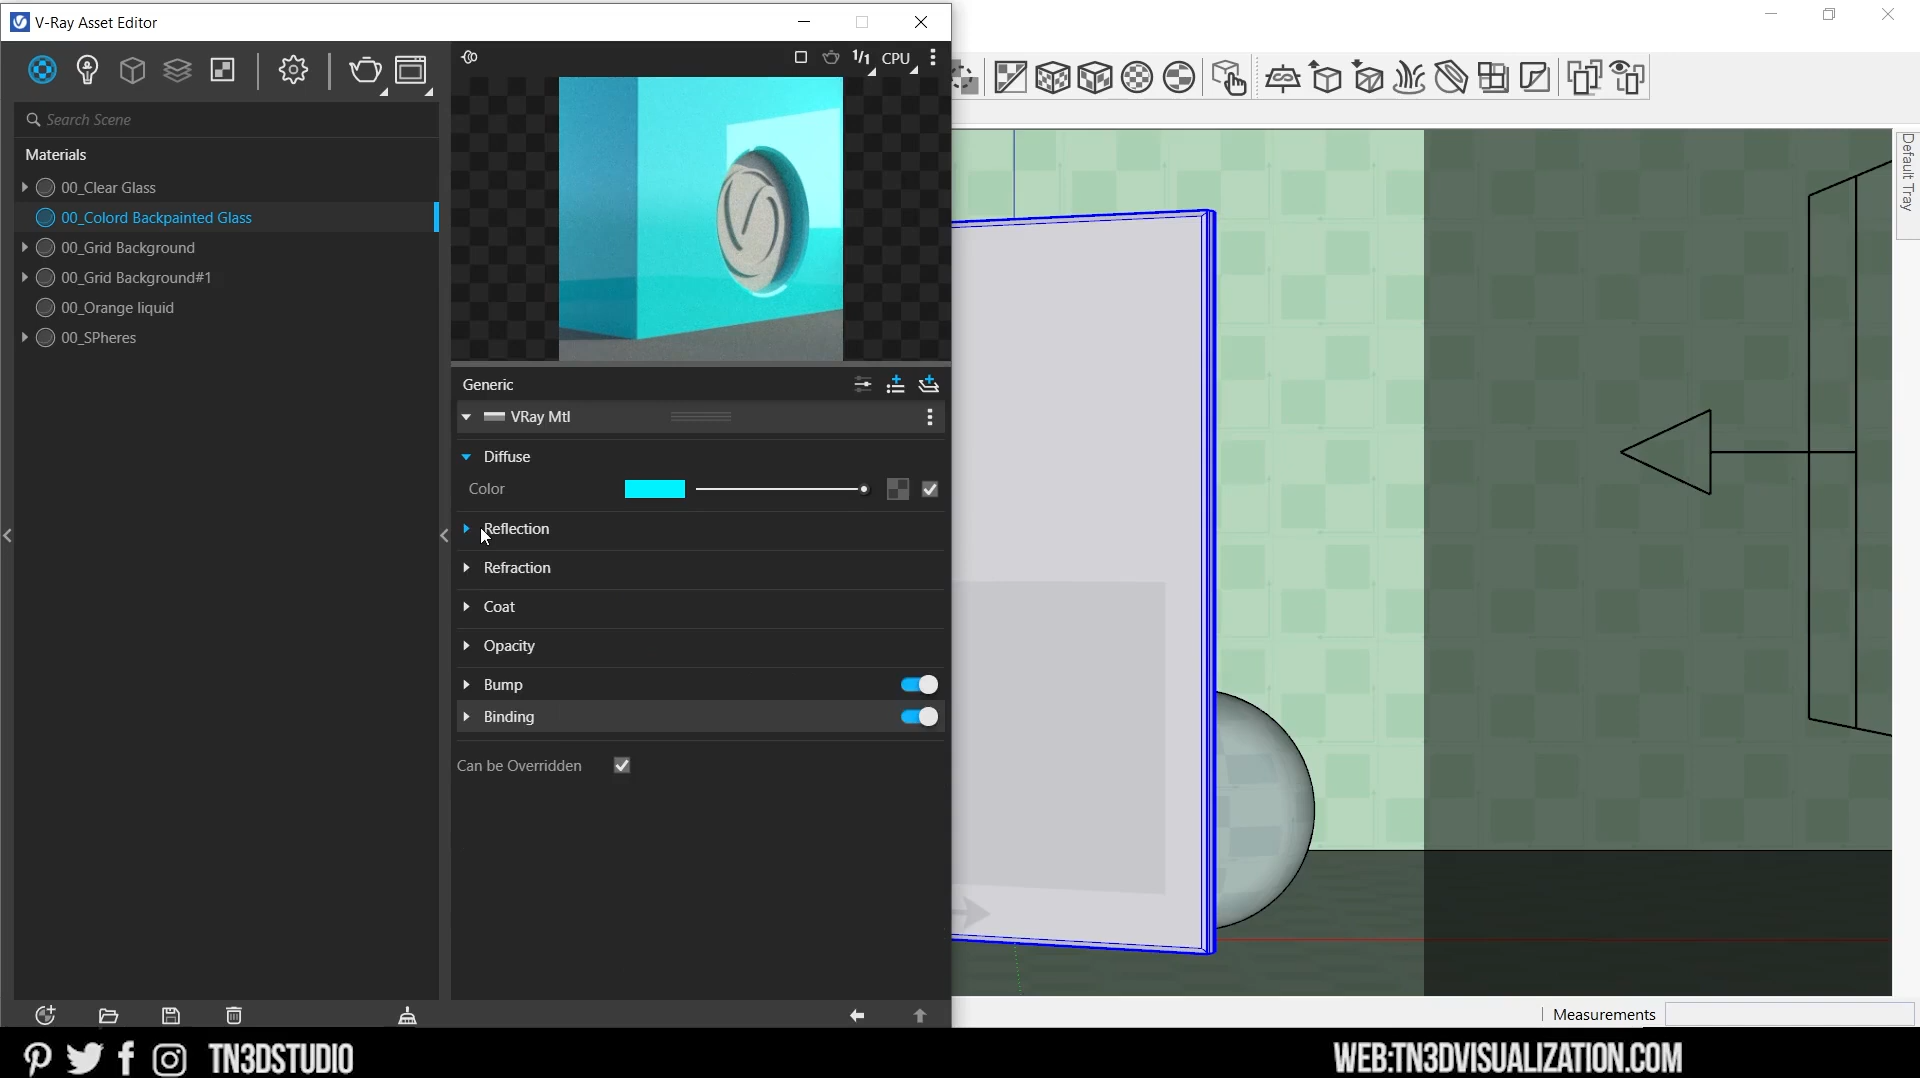 V-Ray Asset Editor
1/1 CPU
Search Scene
Materials
00_Clear Glass
00_Colord Backpainted Glass
00_Grid Background
00_Grid Background#1
00_Orange liquid
00_SPheres
Generic
VRay Mtl
Diffuse
Color
Reflection
Refraction
Coat
Opacity
Bump
Binding
Can be Overridden
Default Tray
Measurements
TN3DSTUDIO
WEB:TN3DVISUALIZATION.COM